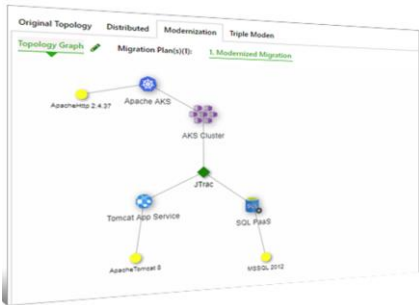 Original Topology Distributed Modernization Triple Moden
Topology Graph Migration Plan(s)(1): 1. Modernized Migration
Apache AKS
ApacheHttp 2.4.37
AKS Cluster
JTrac
Tomcat App Service
SQL PaaS
ApacheTomcat 8
MSSQL 2012